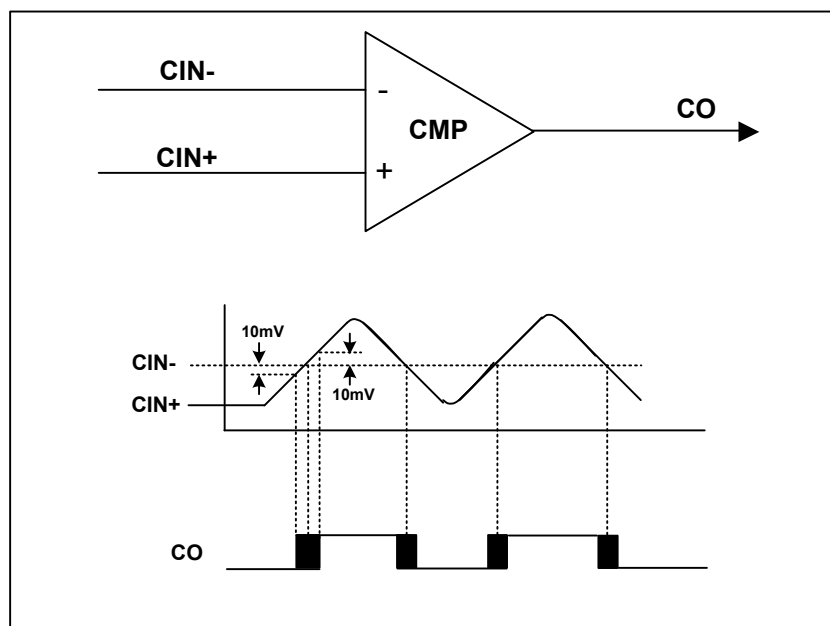 CIN-
-
CMP
CO
CIN+
+
10mV
CIN-
10mV
CIN+
CO